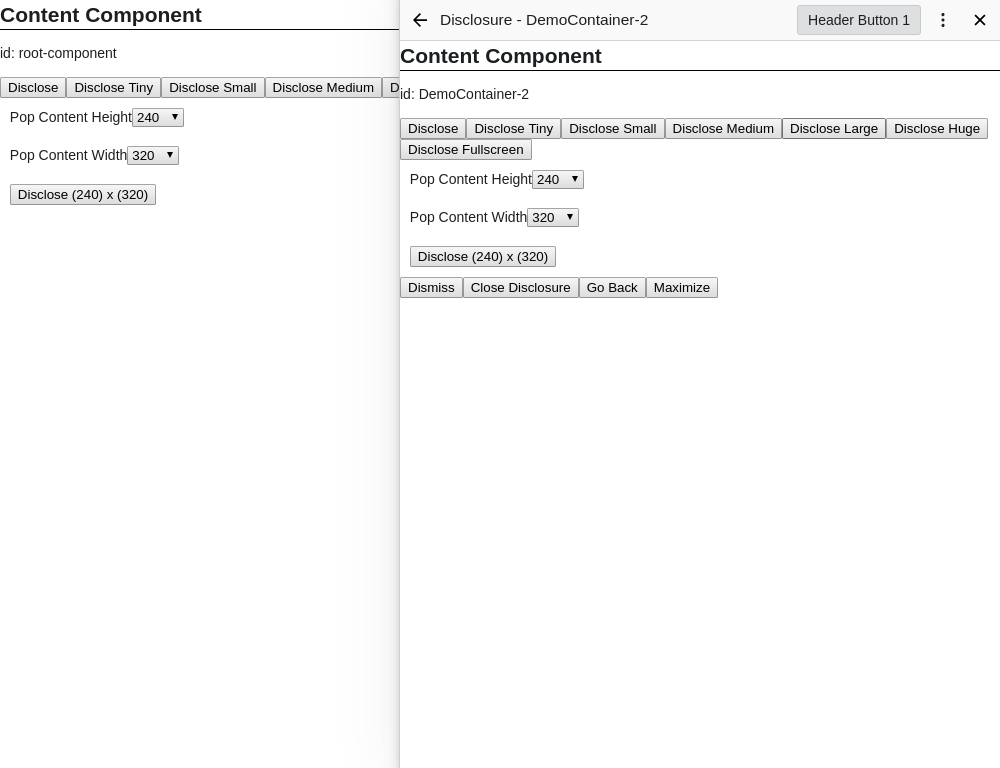 Content Component
id: root-component
Disclose Disclose Tiny Disclose Small Disclose Medium D
Pop Content Height 240
Pop Content Width 320
Disclose (240) x (320)
Disclosure - DemoContainer-2 Header Button 1
Content Component
id: DemoContainer-2
Disclose Disclose Tiny Disclose Small Disclose Medium Disclose Large Disclose Huge
Disclose Fullscreen
Pop Content Height 240
Pop Content Width 320
Disclose (240) x (320)
Dismiss Close Disclosure Go Back Maximize